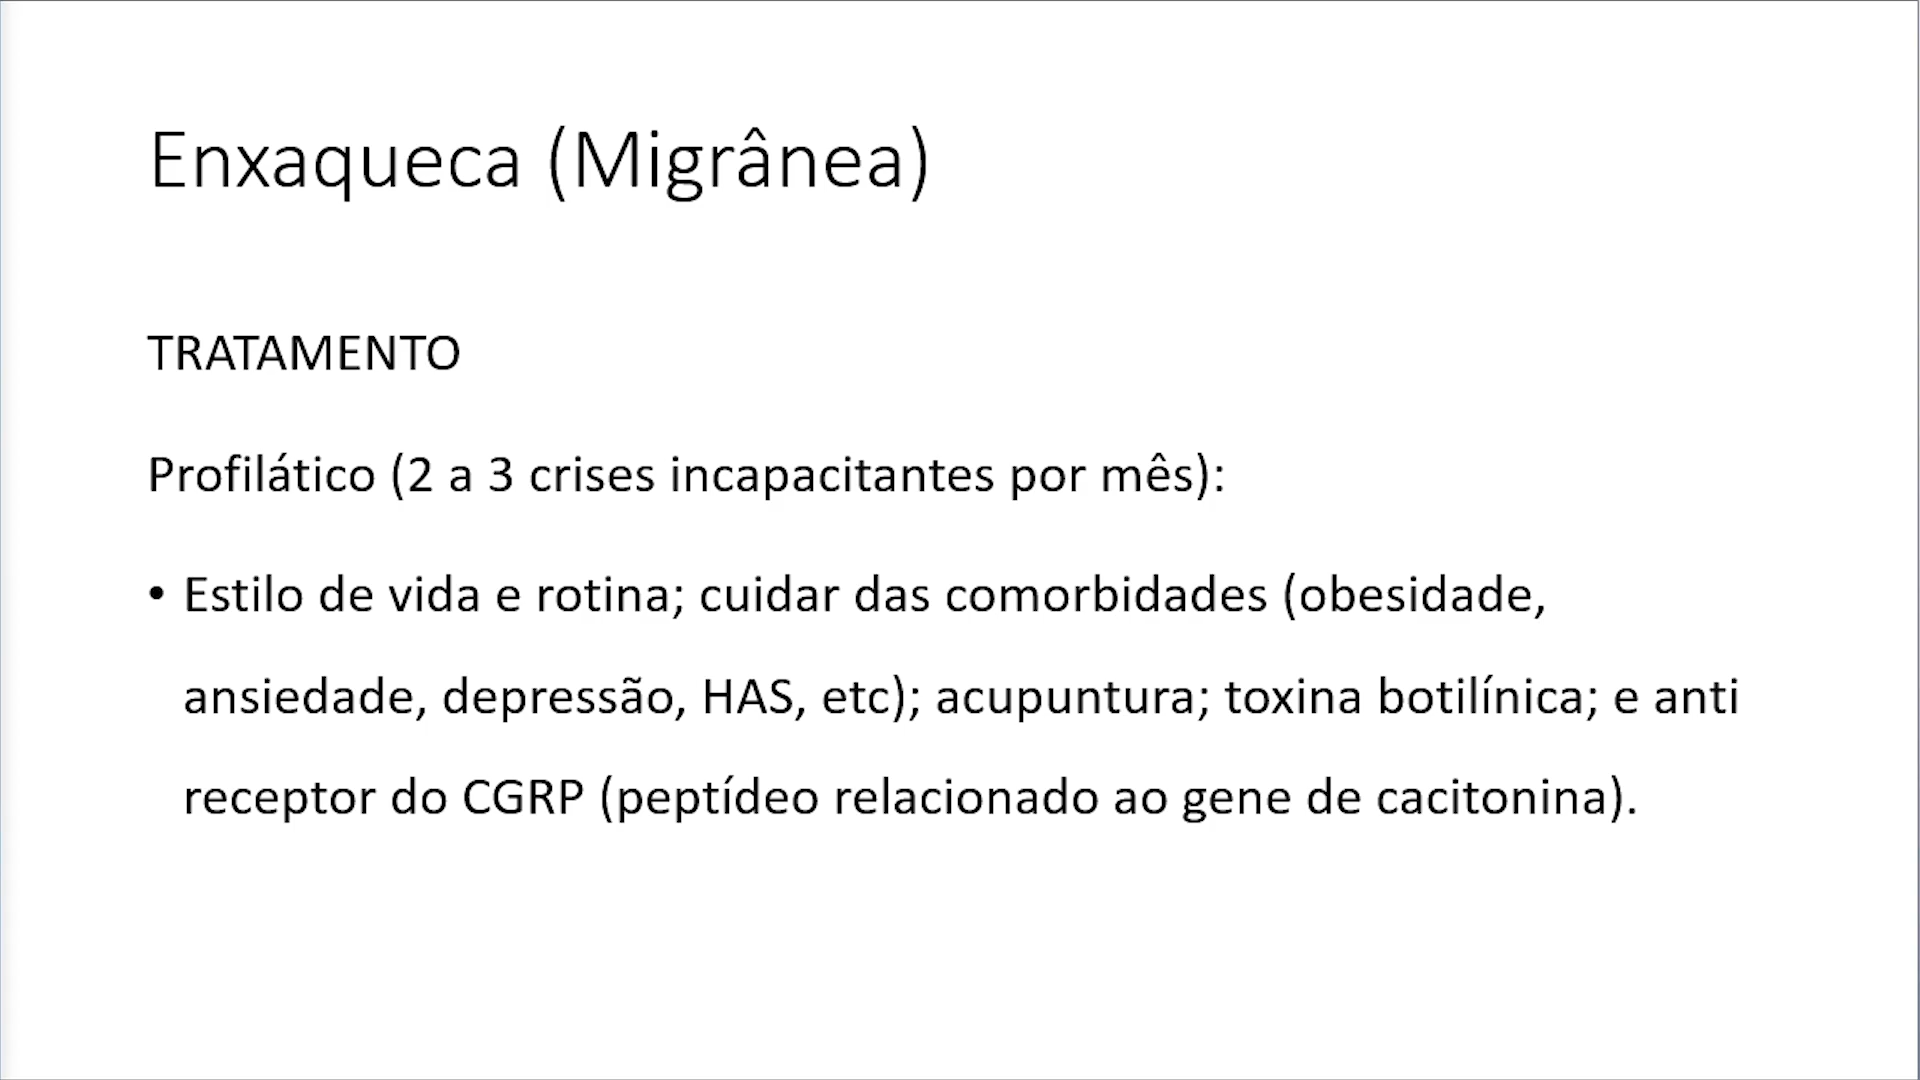 Enxaqueca (Migrânea)
TRATAMENTO
Profilático (2 a 3 crises incapacitantes por mês):
• Estilo de vida e rotina; cuidar das comorbidades (obesidade,
ansiedade, depressão, HAS, etc); acupuntura; toxina botilínica; e anti
receptor do CGRP (peptídeo relacionado ao gene de cacitonina).